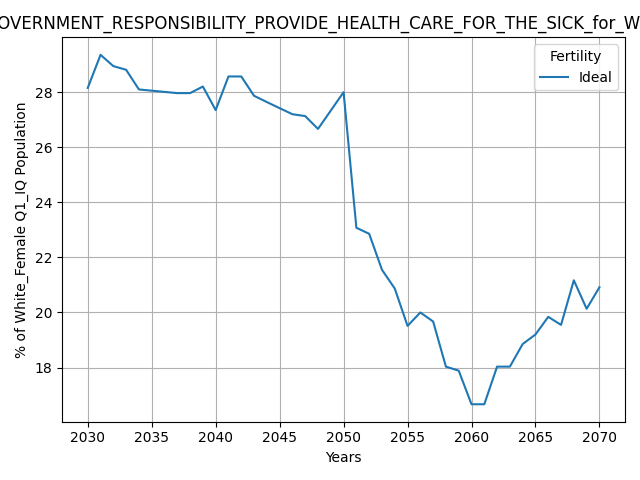 OVERNMENT_RESPONSIBILITY_PROVIDE_HEALTH_CARE_FOR_THE_SICK_for_W
Fertility
Ideal
% of White_Female Q1_IQ Population
28
26
24
22
20
18
2030 2035 2040 2045 2050 2055 2060 2065 2070
Years